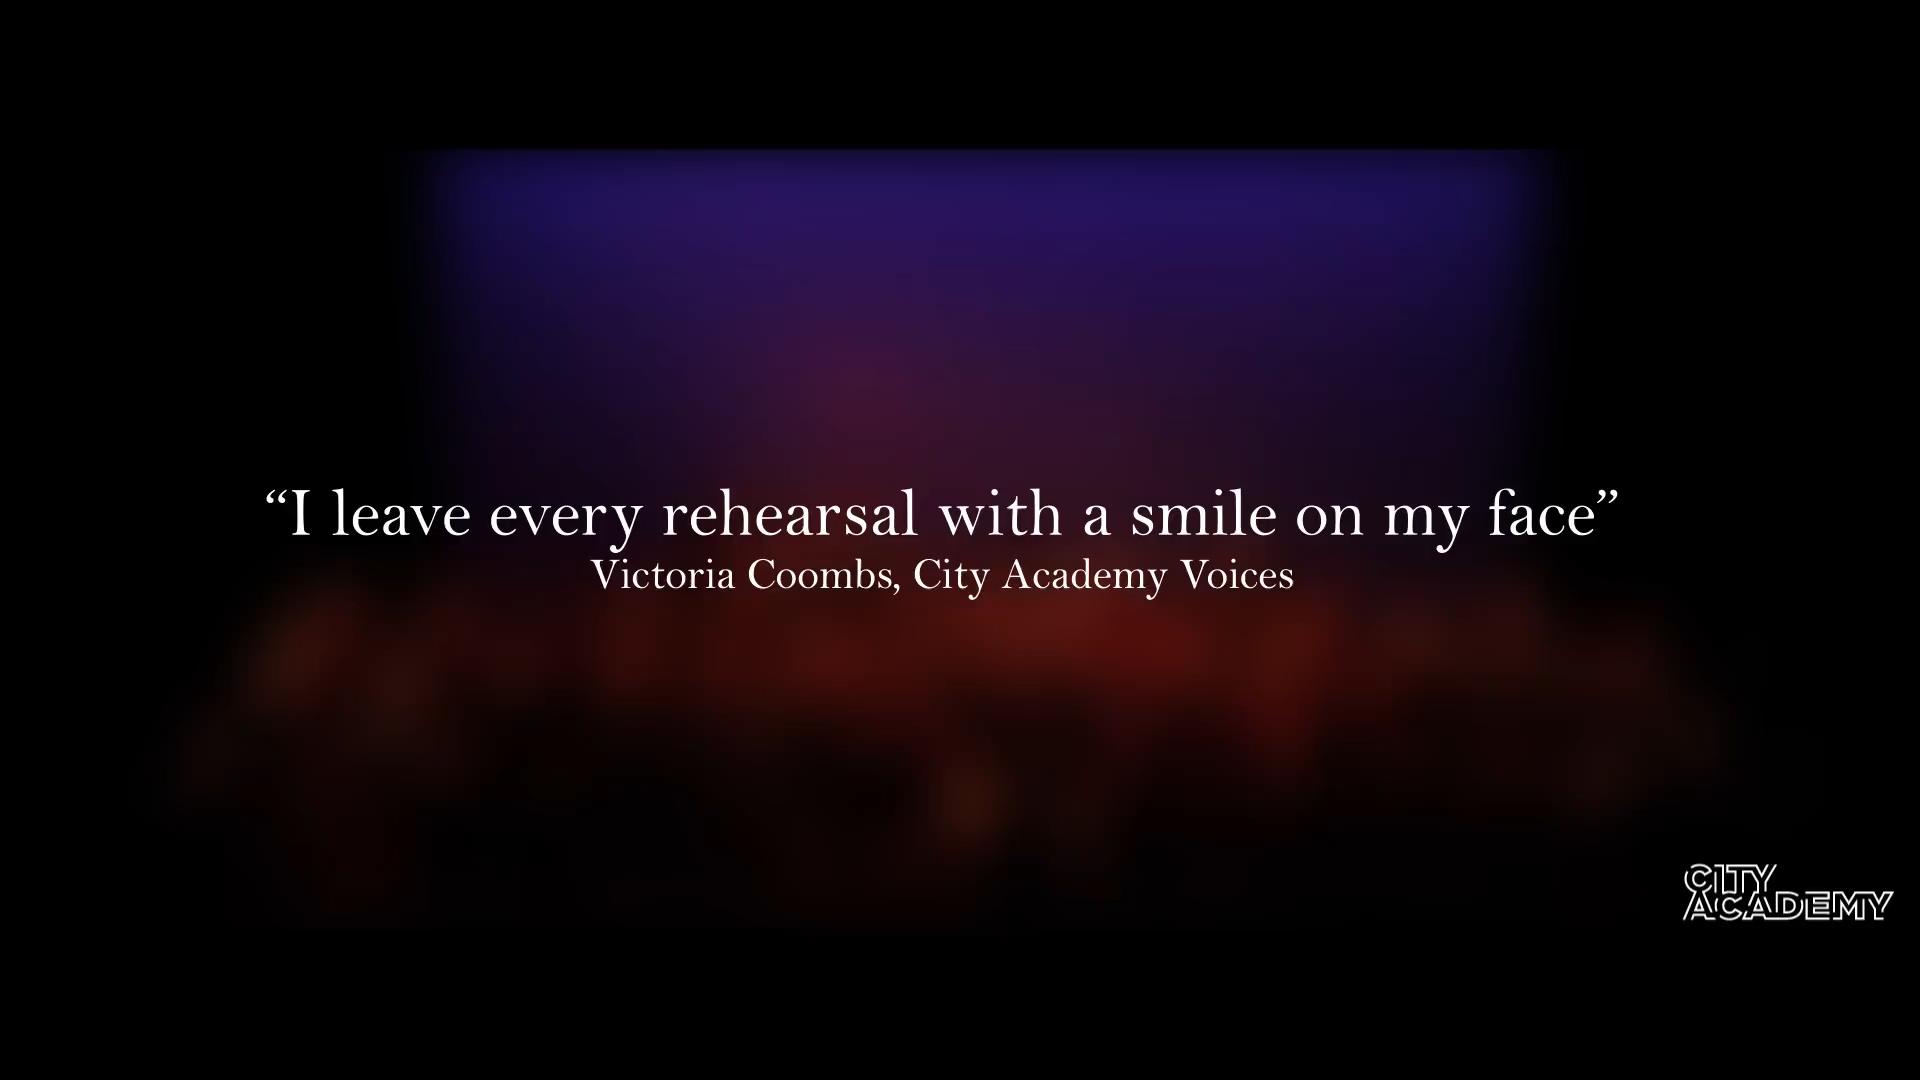 “I leave every rehearsal with a smile on my face”
Victoria Coombs, City Academy Voices
CITY
ACADEMY